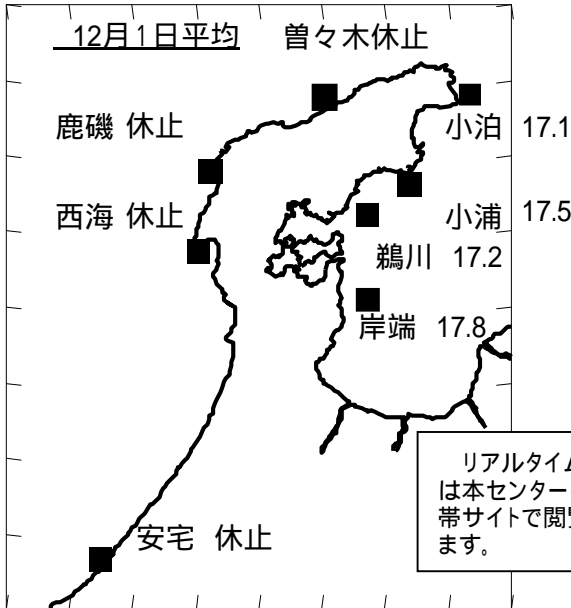 12月1日平均
曽々木休止
鹿磯 休止
小泊 17.1
西海 休止
小浦 17.5
鵜川 17.2
岸端 17.8
リアルタイム
は本センター
帯サイトで閲覧
ます。
安宅 休止